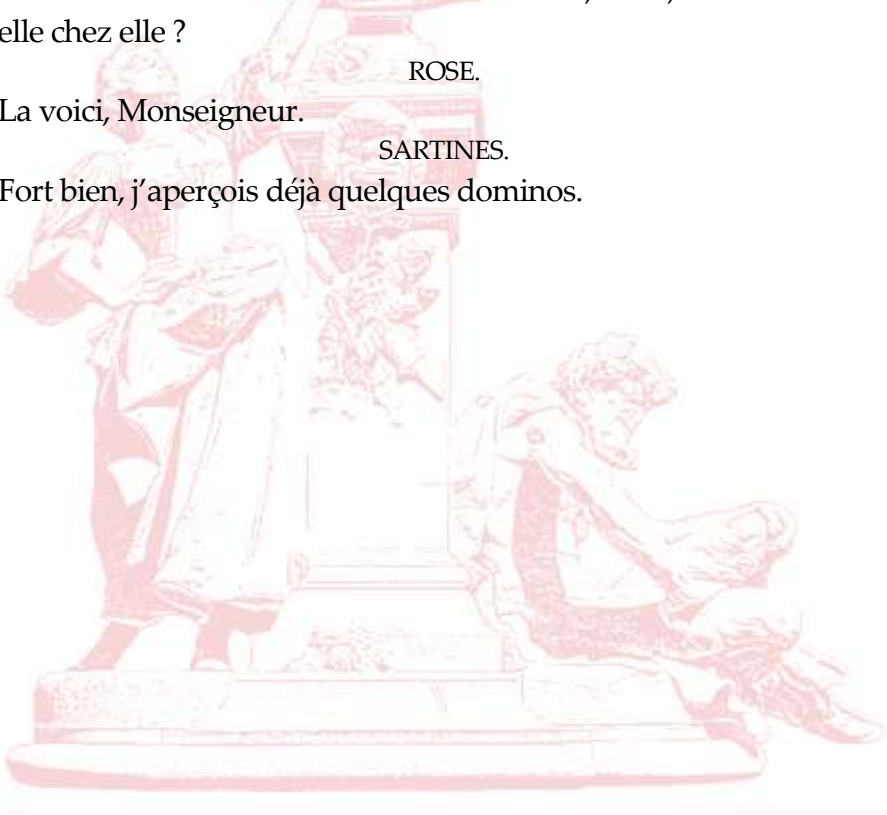 elle chez elle ?
ROSE.
La voici, Monseigneur.
SARTINES.
Fort bien, j’aperçois déjà quelques dominos.